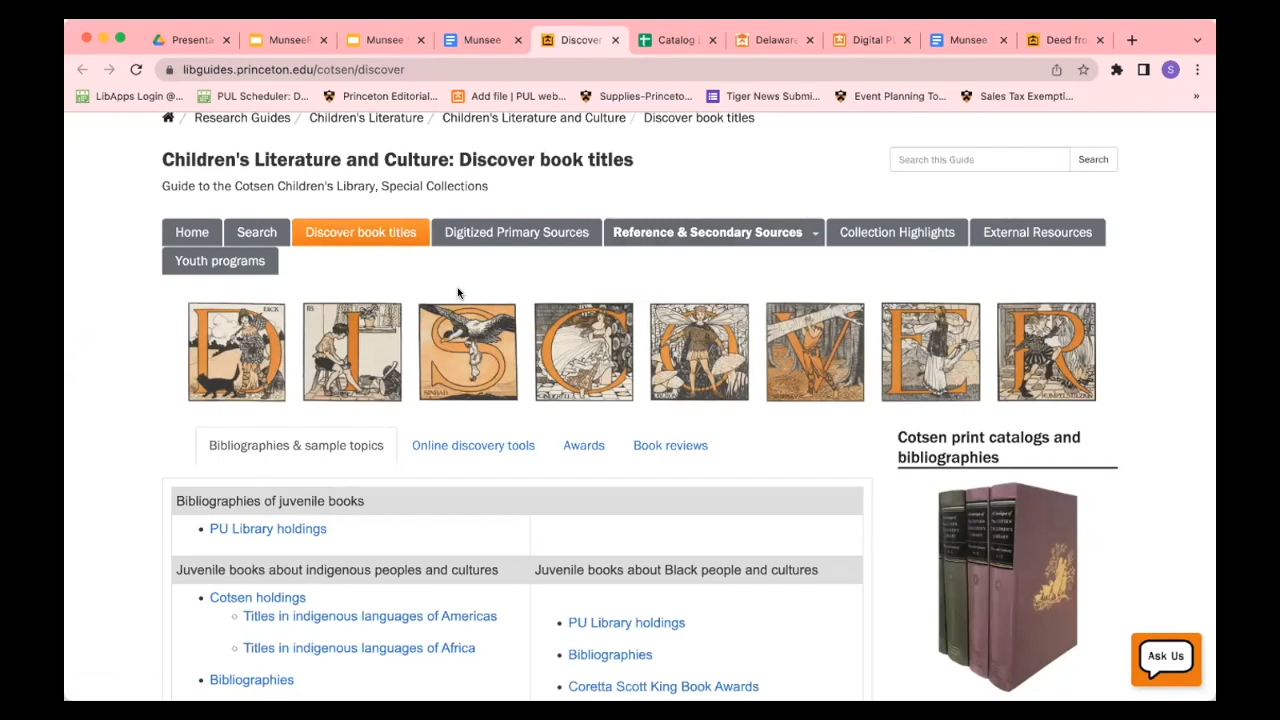 Presenta
MunseeF
Munsee
Munsee
Discover
Catalog
Delaware
Digital P
Munsee
Deed fro
libguides.princeton.edu/cotsen/discover
S
LibApps Login @...
PUL Scheduler: D...
Princeton Editorial...
Add file | PUL web...
Supplies-Princeto...
Tiger News Submi...
Event Planning To...
Sales Tax Exempti...
»
/ Research Guides / Children's Literature / Children's Literature and Culture / Discover book titles
Children's Literature and Culture: Discover book titles
Search this Guide
Search
Guide to the Cotsen Children's Library, Special Collections
Home
Search
Discover book titles
Digitized Primary Sources
Reference & Secondary Sources
Collection Highlights
External Resources
Youth programs
D I S C O V E R
DICK
SINBAD
CINDERELLA
RUMPELSTILTZKIN
Bibliographies & sample topics
Online discovery tools
Awards
Book reviews
Cotsen print catalogs and
bibliographies
Bibliographies of juvenile books
• PU Library holdings
Juvenile books about indigenous peoples and cultures
• Cotsen holdings
Titles in indigenous languages of Americas
Titles in indigenous languages of Africa
• Bibliographies
Juvenile books about Black people and cultures
• PU Library holdings
• Bibliographies
• Coretta Scott King Book Awards
Ask Us